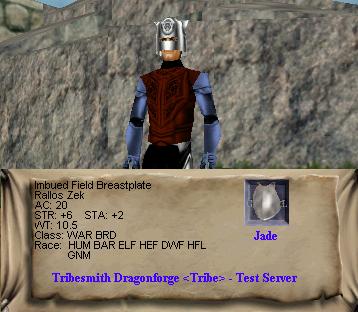 Imbued Field Breastplate
Rallos Zek
AC: 20
STR: +6 STA: +2
WT: 10.5
Class: WAR BRD
Race: HUM BAR ELF HEF DWF HFL
GNM
Jade
Tribesmith Dragonforge <Tribe> - Test Server